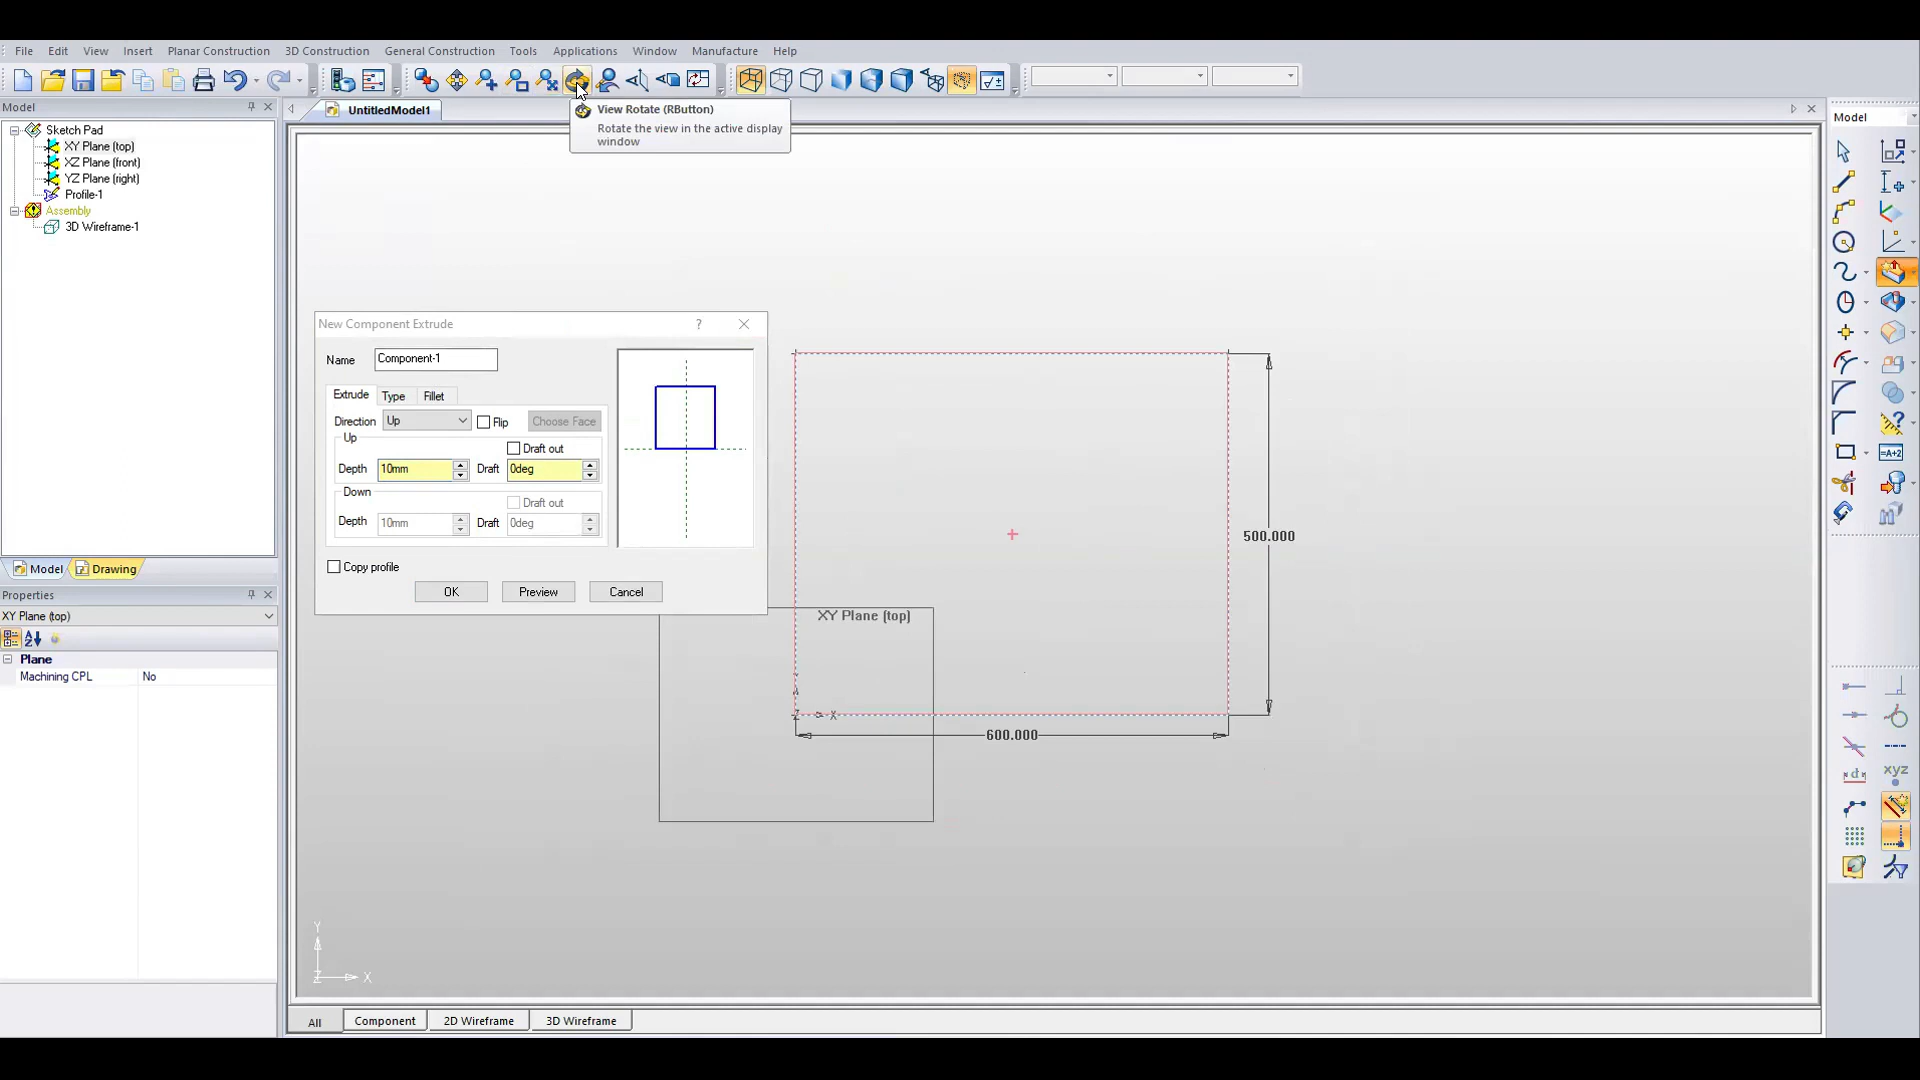 File Edit View Insert Planar Construction 3D Construction General Construction Tools Applications Window Manufacture Help
Model
UntitledModel1
View Rotate (RButton)
Rotate the view in the active display
window
Sketch Pad
XY Plane (top)
XZ Plane (front)
YZ Plane (right)
Profile-1
Assembly
3D Wireframe-1
Model Drawing
Properties
XY Plane (top)
Plane
Machining CPL No
New Component Extrude ?
Name Component-1
Extrude Type Fillet
Direction Up Flip Choose Face
Up
Draft out
Depth 10mm Draft 0deg
Down
Draft out
Depth 10mm Draft 0deg
Copy profile
OK Preview Cancel
XY Plane (top)
500.000
600.000
Z X
Y
Z X
All Component 2D Wireframe 3D Wireframe
Model
=A+2
d
xyz